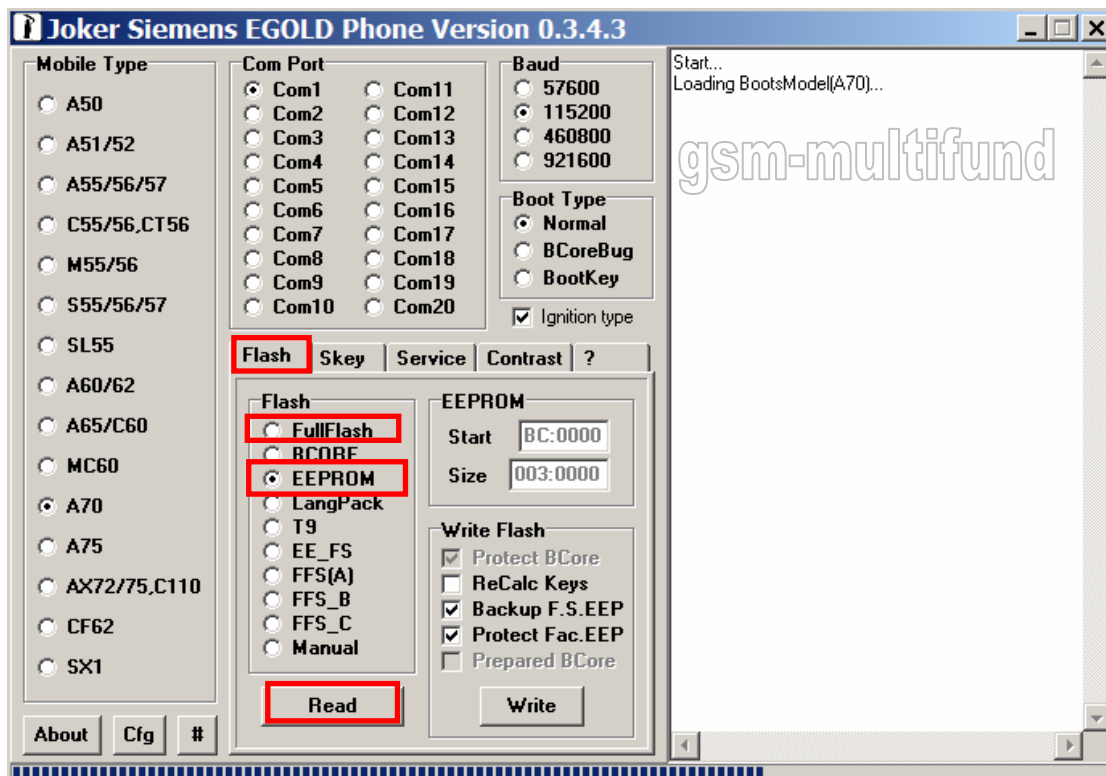 Joker Siemens EGOLD Phone Version 0.3.4.3
Mobile Type
A50
A51/52
A55/56/57
C55/56,CT56
M55/56
S55/56/57
SL55
A60/62
A65/C60
MC60
A70
A75
AX72/75,C110
CF62
SX1
About Cfg #
Com Port
Com1 Com11
Com2 Com12
Com3 Com13
Com4 Com14
Com5 Com15
Com6 Com16
Com7 Com17
Com8 Com18
Com9 Com19
Com10 Com20
Baud
57600
115200
460800
921600
Boot Type
Normal
BCoreBug
BootKey
Ignition type
Flash Skey Service Contrast ?
Flash
FullFlash
BCORE
EEPROM
LangPack
T9
EE_FS
FFS(A)
FFS_B
FFS_C
Manual
Read
EEPROM
Start BC:0000
Size 003:0000
Write Flash
Protect BCore
ReCalc Keys
Backup F.S.EEP
Protect Fac.EEP
Prepared BCore
Write
Start...
Loading BootsModel(A70)...
gsm-multifund